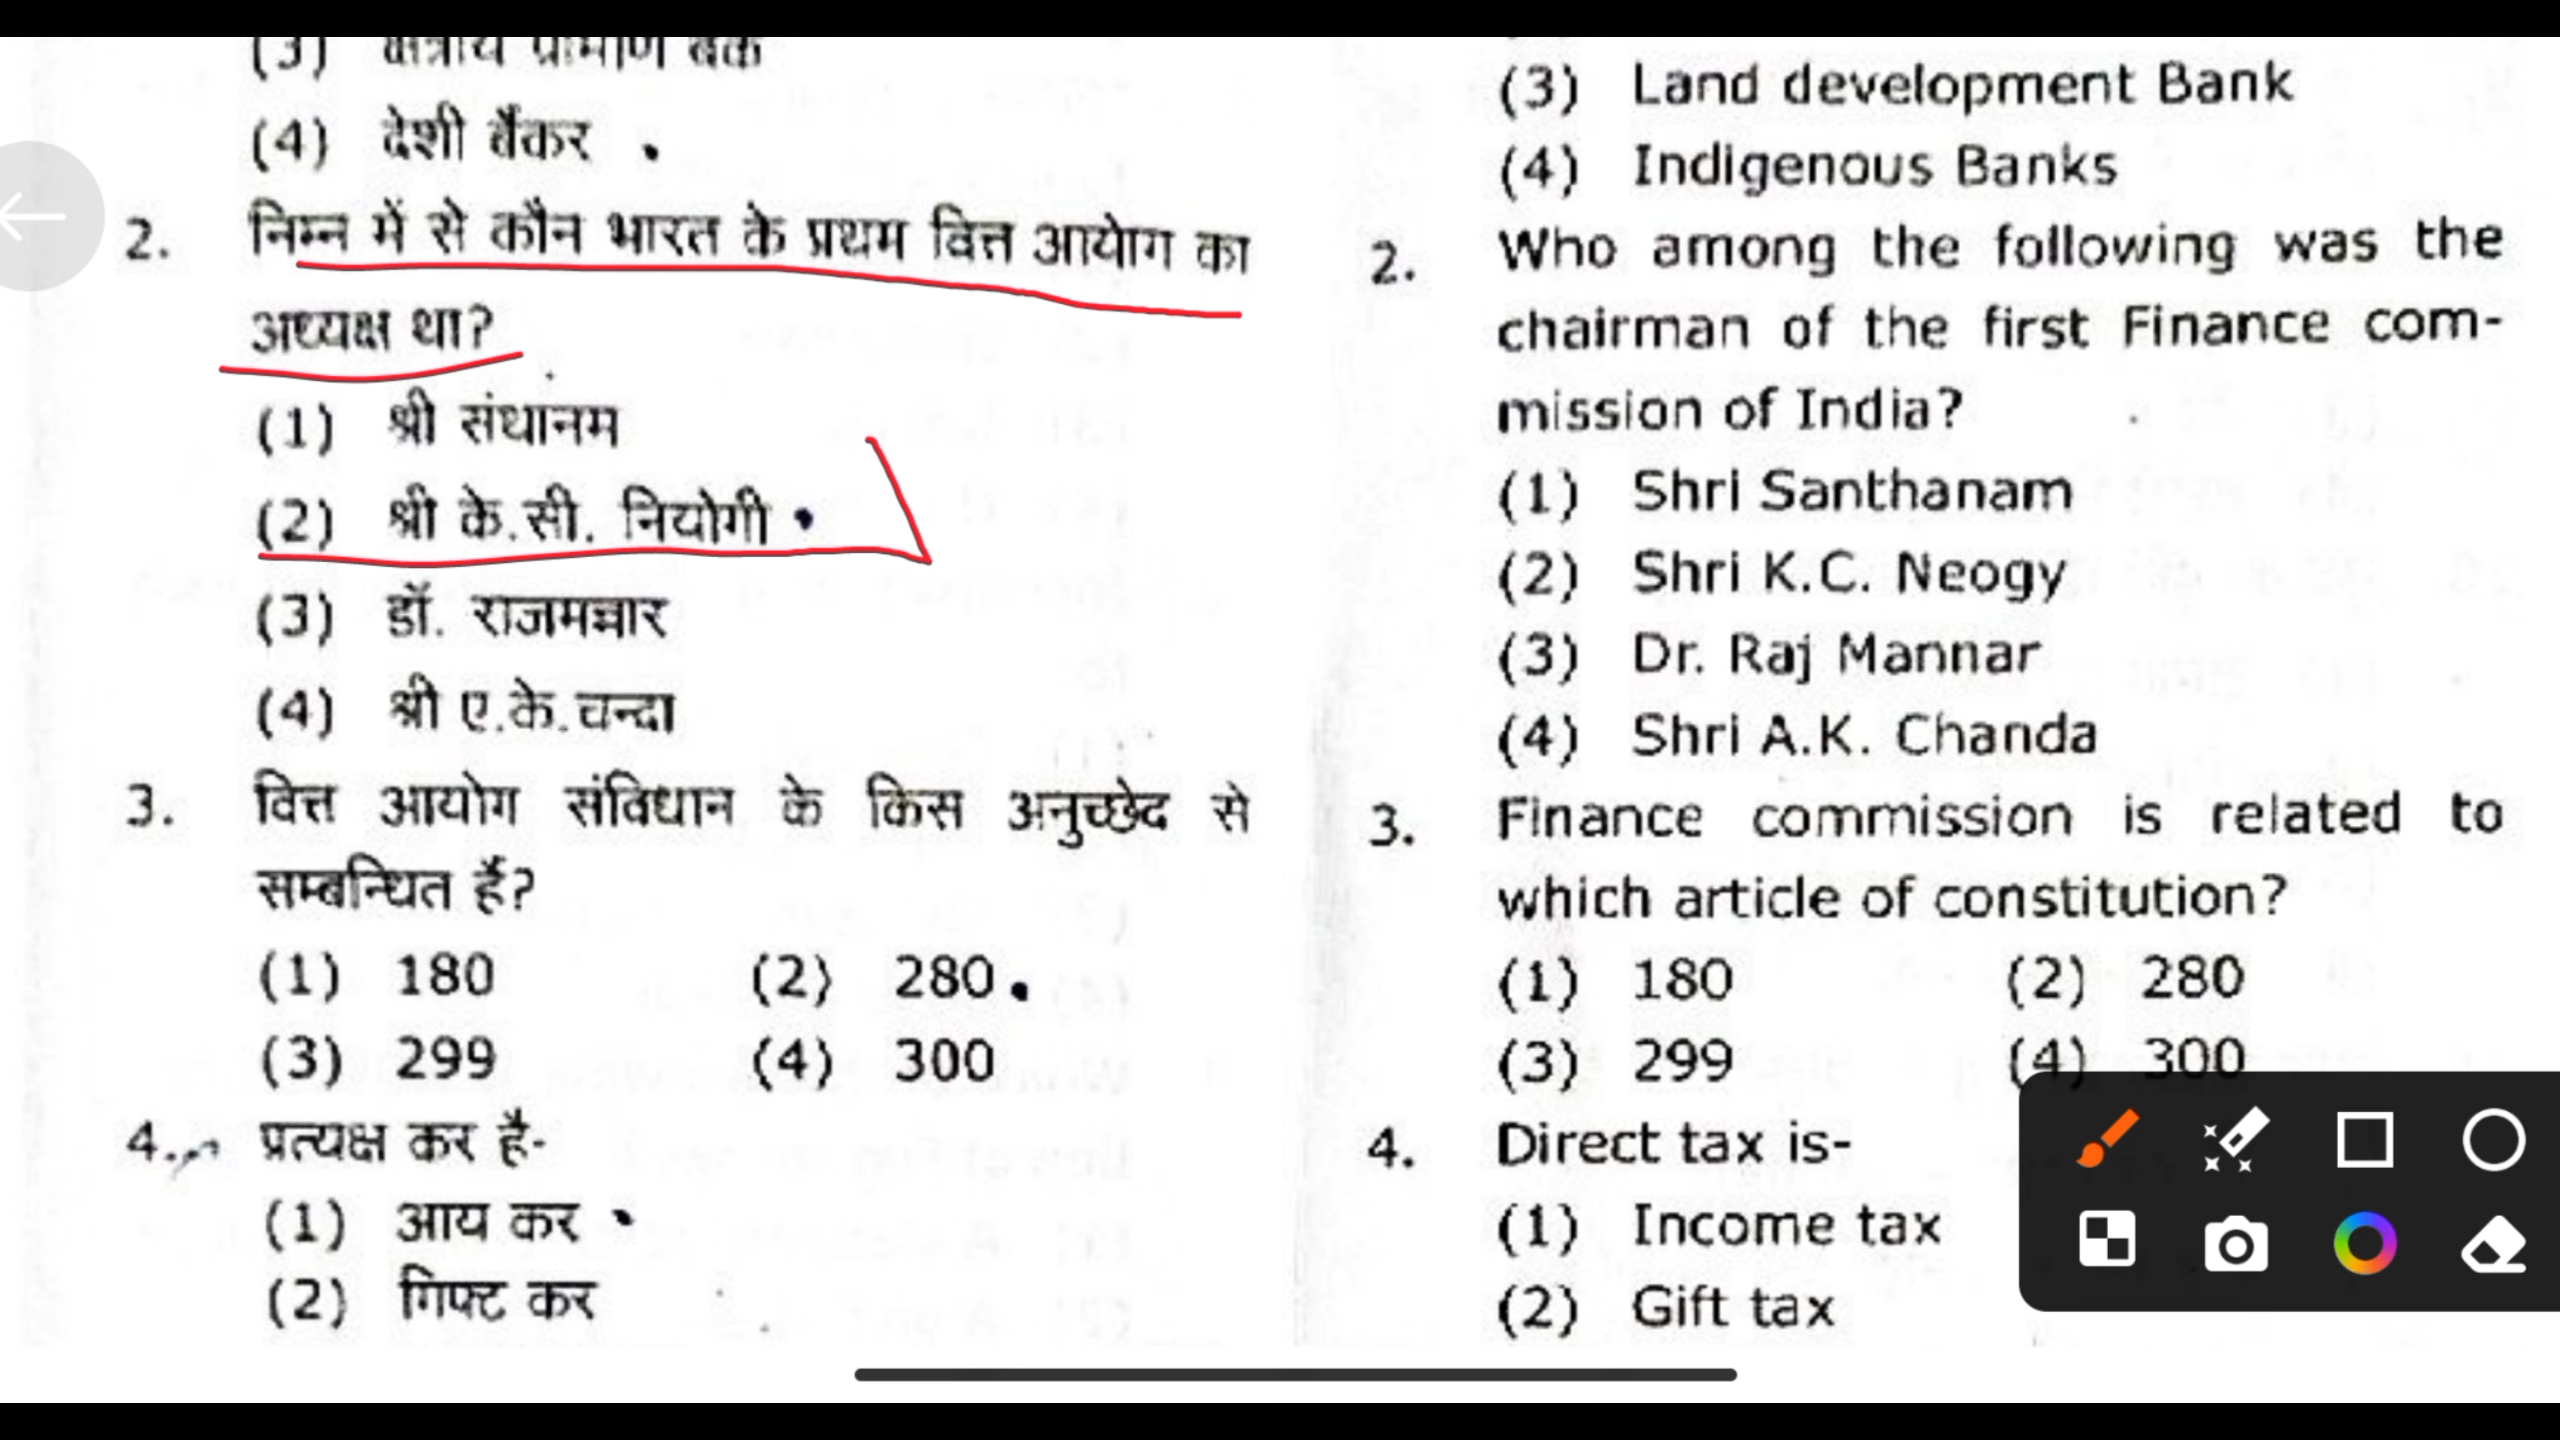 (3) क्षेत्रीय ग्रामीण बैंक
(4) देशी बैंकर
2. निम्न में से कौन भारत के प्रथम वित्त आयोग का
अध्यक्ष था?
(1) श्री संथानम
(2) श्री के.सी. नियोगी
(3) डॉ. राजमन्नार
(4) श्री ए.के.चन्दा
3. वित्त आयोग संविधान के किस अनुच्छेद से
सम्बन्धित हैं?
(1) 180 (2) 280
(3) 299 (4) 300
4. प्रत्यक्ष कर है-
(1) आय कर
(2) गिफ्ट कर
(3) Land development Bank
(4) Indigenous Banks
2. Who among the following was the
chairman of the first Finance com-
mission of India?
(1) Shri Santhanam
(2) Shri K.C. Neogy
(3) Dr. Raj Mannar
(4) Shri A.K. Chanda
3. Finance commission is related to
which article of constitution?
(1) 180 (2) 280
(3) 299 (4) 300
4. Direct tax is-
(1) Income tax
(2) Gift tax